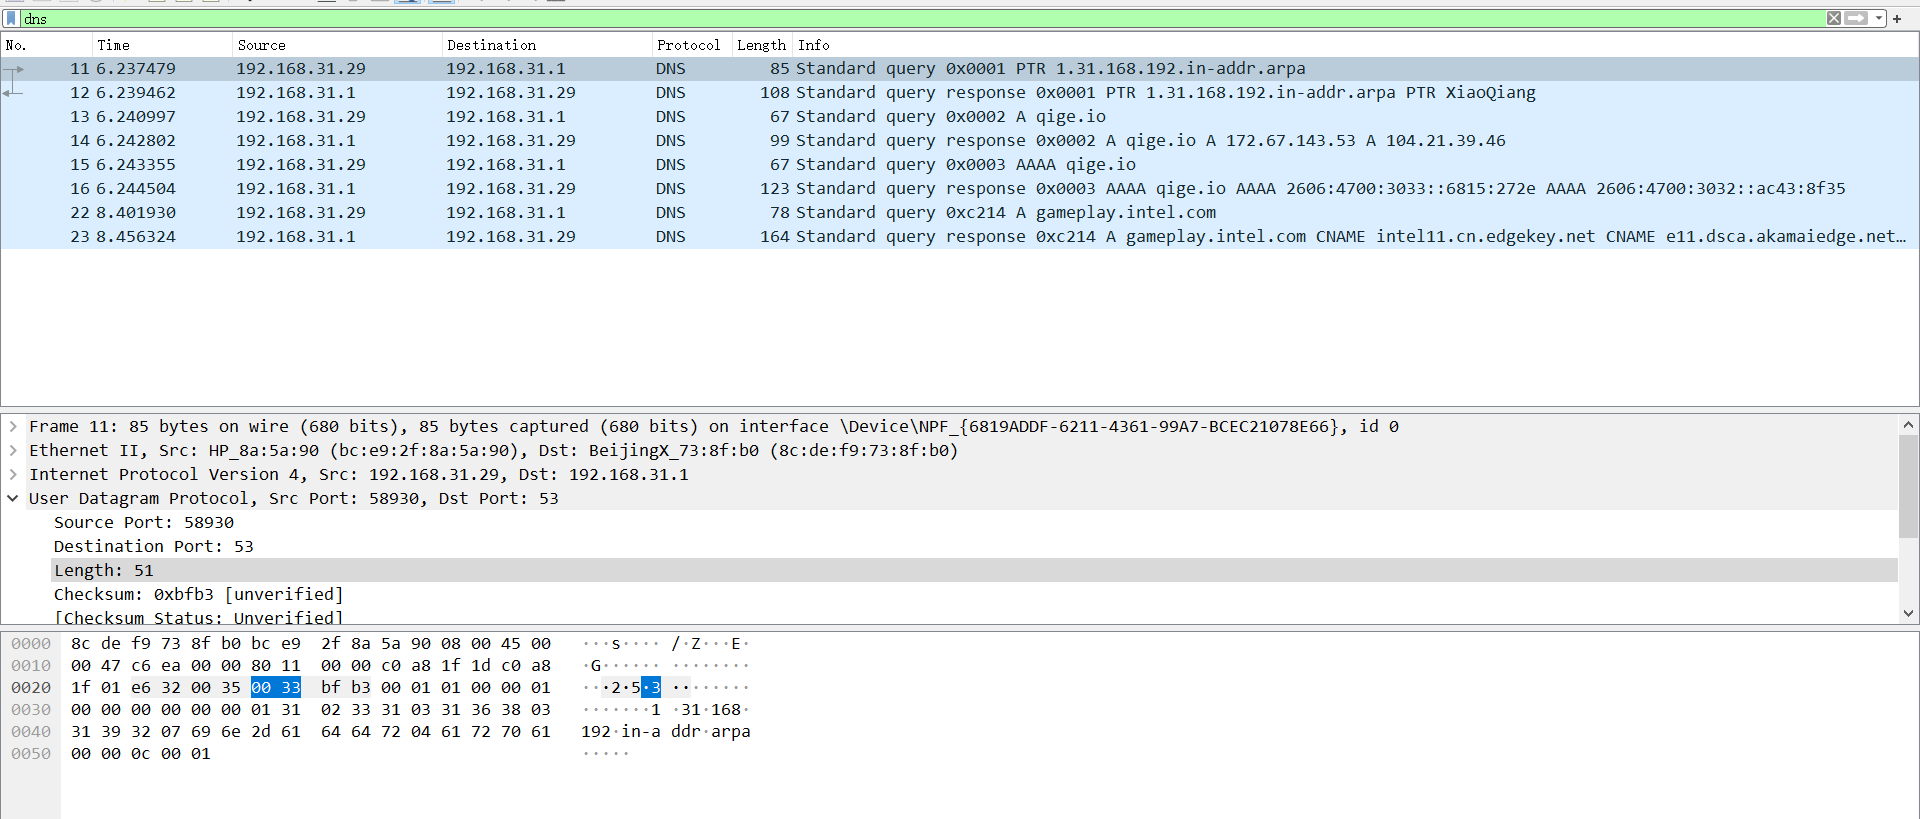 dns
No. Time Source Destination Protocol Length Info
11 6.237479 192.168.31.29 192.168.31.1 DNS 85 Standard query 0x0001 PTR 1.31.168.192.in-addr.arpa
12 6.239462 192.168.31.1 192.168.31.29 DNS 108 Standard query response 0x0001 PTR 1.31.168.192.in-addr.arpa PTR XiaoQiang
13 6.240997 192.168.31.29 192.168.31.1 DNS 67 Standard query 0x0002 A qige.io
14 6.242802 192.168.31.1 192.168.31.29 DNS 99 Standard query response 0x0002 A qige.io A 172.67.143.53 A 104.21.39.46
15 6.243355 192.168.31.29 192.168.31.1 DNS 67 Standard query 0x0003 AAAA qige.io
16 6.244504 192.168.31.1 192.168.31.29 DNS 123 Standard query response 0x0003 AAAA qige.io AAAA 2606:4700:3033::6815:272e AAAA 2606:4700:3032::ac43:8f35
22 8.401930 192.168.31.29 192.168.31.1 DNS 78 Standard query 0xc214 A gameplay.intel.com
23 8.456324 192.168.31.1 192.168.31.29 DNS 164 Standard query response 0xc214 A gameplay.intel.com CNAME intel11.cn.edgekey.net CNAME e11.dsca.akamaiedge.net…
Frame 11: 85 bytes on wire (680 bits), 85 bytes captured (680 bits) on interface \Device\NPF_{6819ADDF-6211-4361-99A7-BCEC21078E66}, id 0
Ethernet II, Src: HP_8a:5a:90 (bc:e9:2f:8a:5a:90), Dst: BeijingX_73:8f:b0 (8c:de:f9:73:8f:b0)
Internet Protocol Version 4, Src: 192.168.31.29, Dst: 192.168.31.1
User Datagram Protocol, Src Port: 58930, Dst Port: 53
Source Port: 58930
Destination Port: 53
Length: 51
Checksum: 0xbfb3 [unverified]
[Checksum Status: Unverified]
0000 8c de f9 73 8f b0 bc e9 2f 8a 5a 90 08 00 45 00 ···s···· /·Z···E·
0010 00 47 c6 ea 00 00 80 11 00 00 c0 a8 1f 1d c0 a8 ·G······ ········
0020 1f 01 e6 32 00 35 00 33 bf b3 00 01 01 00 00 01 ···2·5·3 ········
0030 00 00 00 00 00 00 01 31 02 33 31 03 31 36 38 03 ·······1 ·31·168·
0040 31 39 32 07 69 6e 2d 61 64 64 72 04 61 72 70 61 192·in-a ddr·arpa
0050 00 00 0c 00 01 ·····